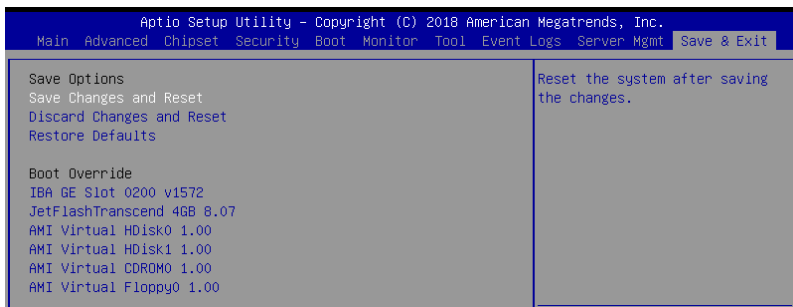 Aptio Setup Utility – Copyright (C) 2018 American Megatrends, Inc.
Main Advanced Chipset Security Boot Monitor Tool Event Logs Server Mgmt Save & Exit
Save Options
Save Changes and Reset
Discard Changes and Reset
Restore Defaults
Boot Override
IBA GE Slot 0200 v1572
JetFlashTranscend 4GB 8.07
AMI Virtual HDisk0 1.00
AMI Virtual HDisk1 1.00
AMI Virtual CDROM0 1.00
AMI Virtual Floppy0 1.00
Reset the system after saving
the changes.